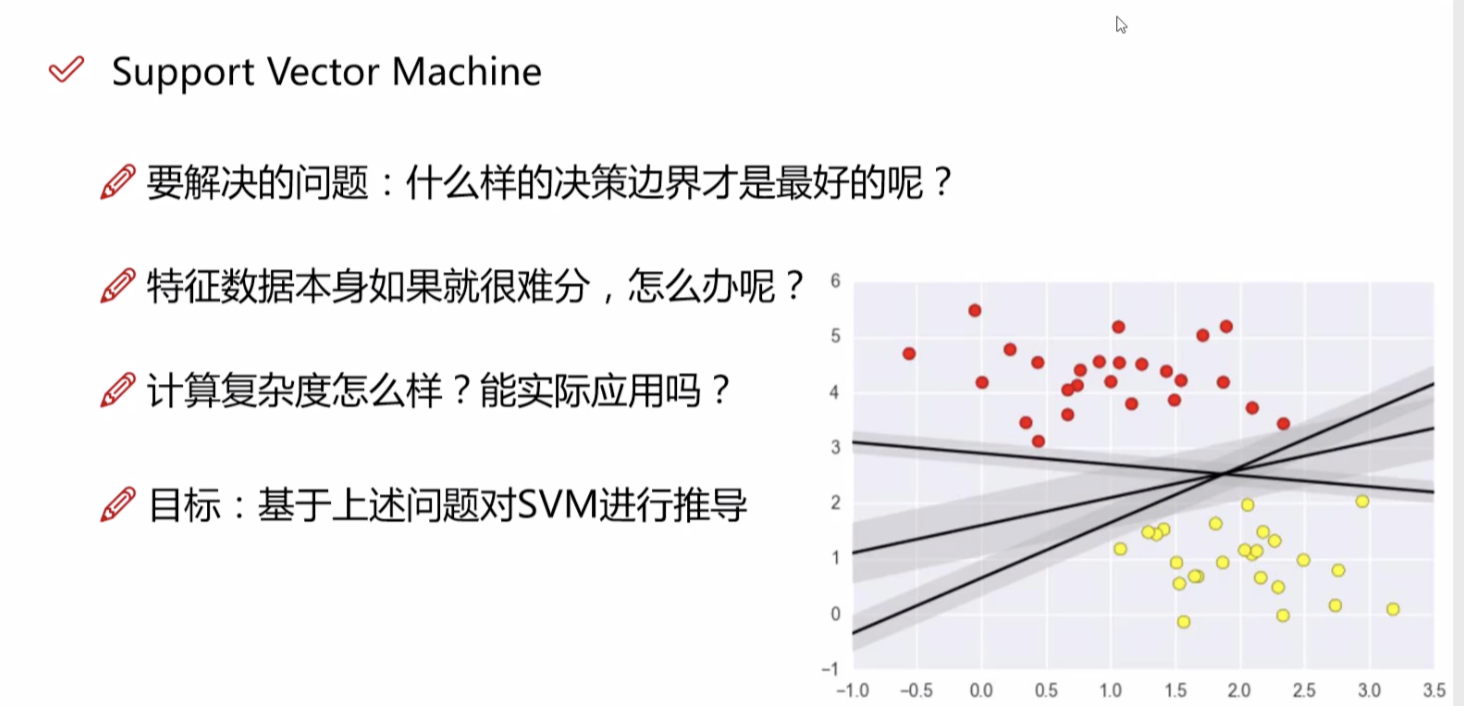 Support Vector Machine
要解决的问题：什么样的决策边界才是最好的呢？
特征数据本身如果就很难分，怎么办呢？
计算复杂度怎么样？能实际应用吗？
目标：基于上述问题对SVM进行推导
6
5
4
3
2
1
0
−1
−1.0 −0.5 0.0 0.5 1.0 1.5 2.0 2.5 3.0 3.5